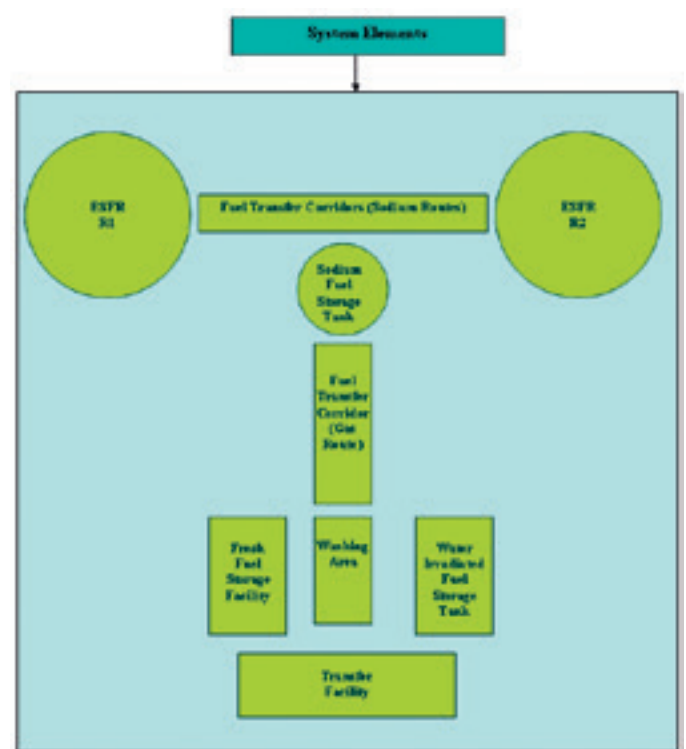 System Elements
ESFR
R1
Fuel Transfer Corridors (Sodium Routes)
ESFR
R2
Sodium
Fuel
Storage
Tank
Fuel
Transfer
Corridor
(Gas
Route)
Fresh
Fuel
Storage
Facility
Washing
Area
Water
Irradiated
Fuel
Storage
Tank
Transfer
Facility